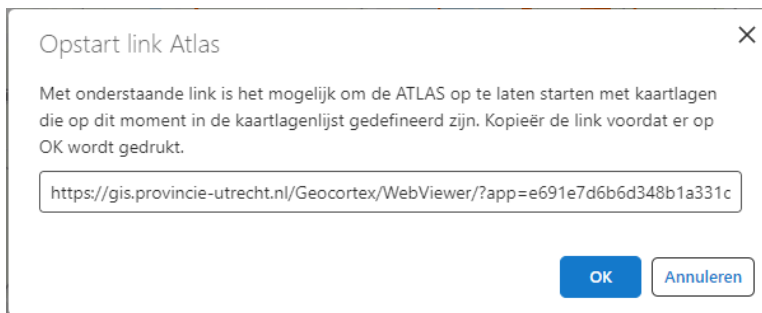 Opstart link Atlas
Met onderstaande link is het mogelijk om de ATLAS op te laten starten met kaartlagen
die op dit moment in de kaartlagenlijst gedefineerd zijn. Kopieër de link voordat er op
OK wordt gedrukt.
https://gis.provincie-utrecht.nl/Geocortex/WebViewer/?app=e691e7d6b6d348b1a331c
OK Annuleren